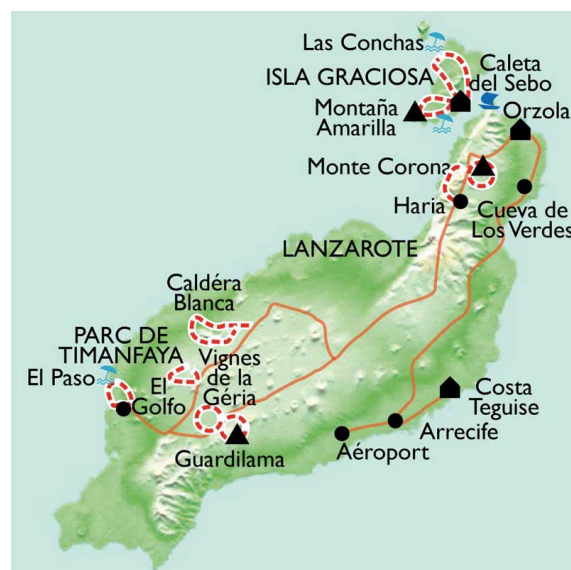 Las Conchas
ISLA GRACIOSA
Caleta
del Sebo
Montaña
Amarilla
Orzola
Monte Corona
Haria
Cueva de
Los Verdes
LANZAROTE
Caldéra
Blanca
PARC DE
TIMANFAYA
El Paso
El
Golfo
Vignes
de la
Géria
Costa
Teguise
Arrecife
Aéroport
Guardilama